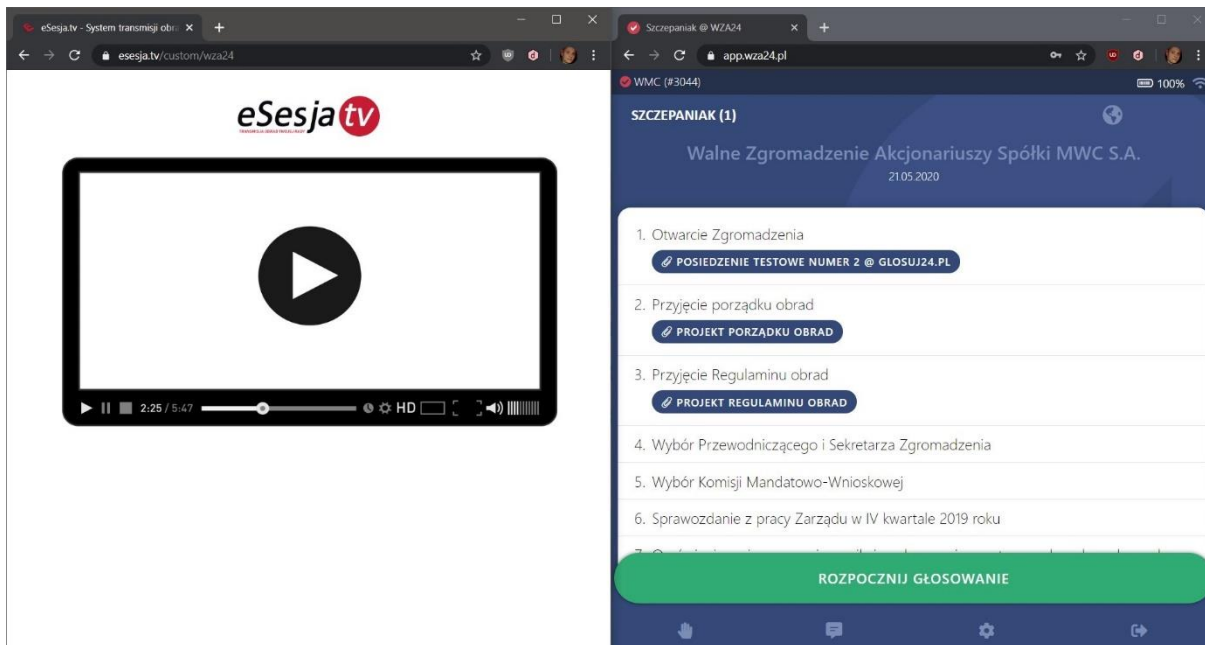 eSesja.tv - System transmisji obr
esesja.tv/custom/wza24
eSesja tv
2:25 / 5:47
HD
Szczepaniak @ WZA24
app.wza24.pl
WMC (#3044)
100%
SZCZEPANIAK (1)
Walne Zgromadzenie Akcjonariuszy Spółki MWC S.A.
21.05.2020
1. Otwarcie Zgromadzenia
POSIEDZENIE TESTOWE NUMER 2 @ GLOSUJ24.PL
2. Przyjęcie porządku obrad
PROJEKT PORZĄDKU OBRAD
3. Przyjęcie Regulaminu obrad
PROJEKT REGULAMINU OBRAD
4. Wybór Przewodniczącego i Sekretarza Zgromadzenia
5. Wybór Komisji Mandatowo-Wnioskowej
6. Sprawozdanie z pracy Zarządu w IV kwartale 2019 roku
ROZPOCZNIJ GŁOSOWANIE